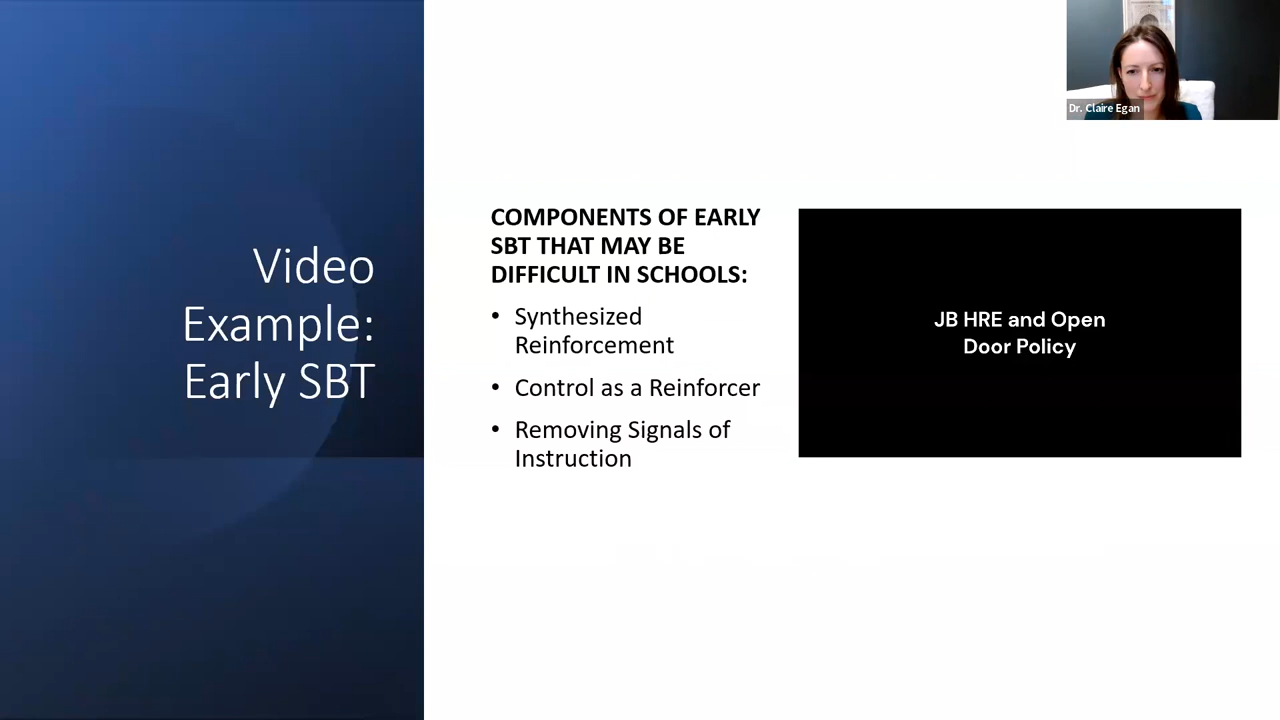 Video
Example:
Early SBT
COMPONENTS OF EARLY
SBT THAT MAY BE
DIFFICULT IN SCHOOLS:
• Synthesized
Reinforcement
• Control as a Reinforcer
• Removing Signals of
Instruction
JB HRE and Open
Door Policy
Dr. Claire Egan